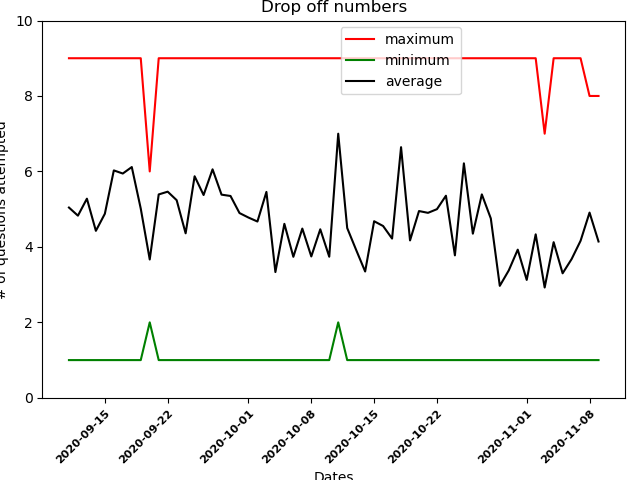 Drop off numbers
maximum
minimum
average
# of questions attempted
10
8
6
4
2
0
2020-09-15
2020-09-22
2020-10-01
2020-10-08
2020-10-15
2020-10-22
2020-11-01
2020-11-08
Dates